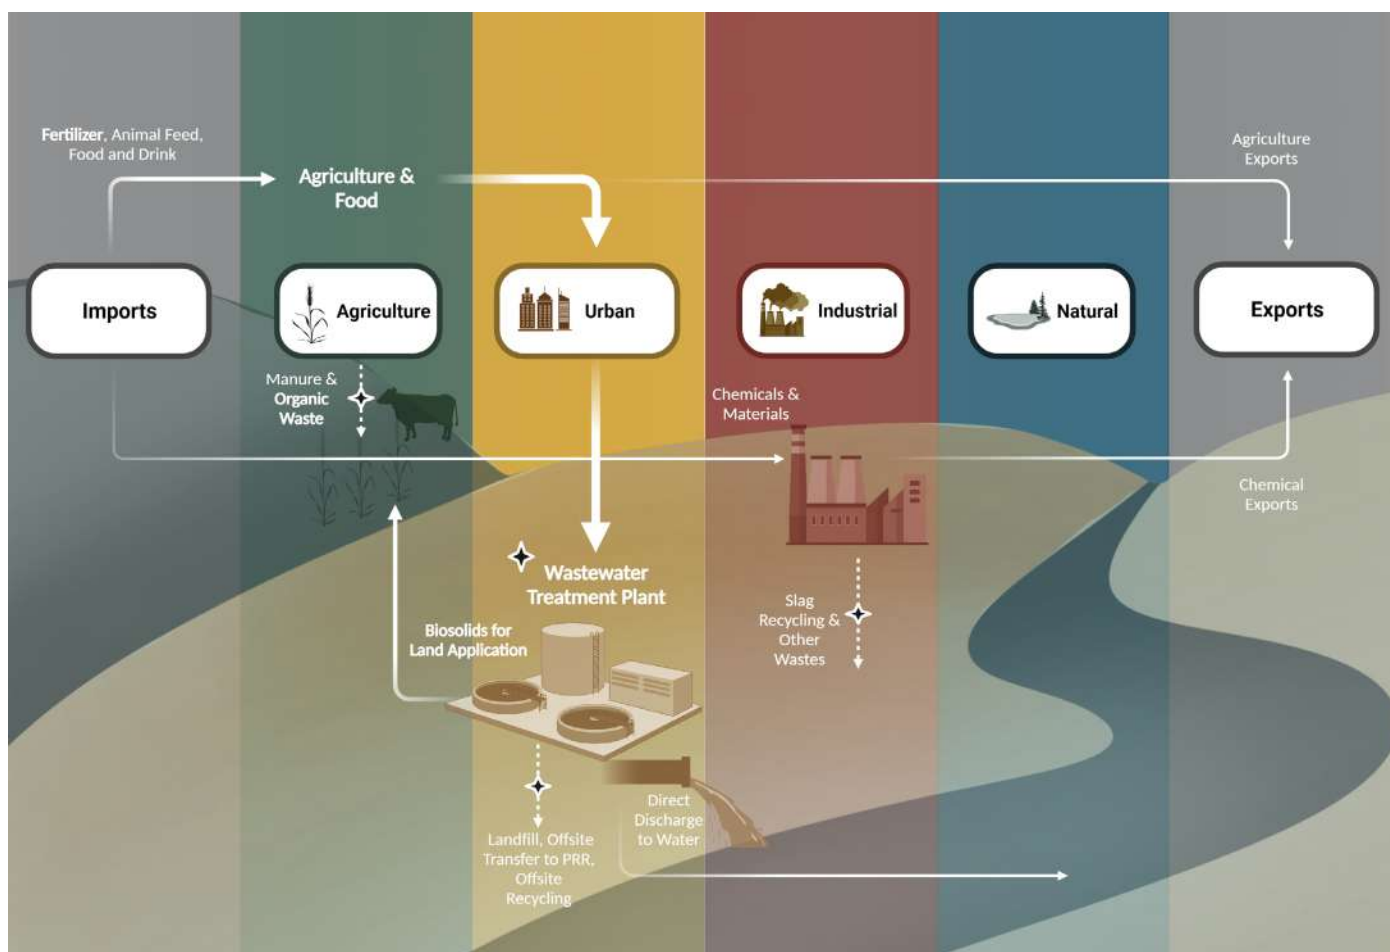 Fertilizer, Animal Feed,
Food and Drink
Agriculture &
Food
Agriculture
Exports
Imports
Agriculture
Urban
Industrial
Natural
Exports
Manure &
Organic
Waste
Chemicals &
Materials
Chemical
Exports
Wastewater
Treatment Plant
Biosolids for
Land Application
Slag
Recycling &
Other
Wastes
Direct
Discharge
to Water
Landfill, Offsite
Transfer to PRR,
Offsite
Recycling